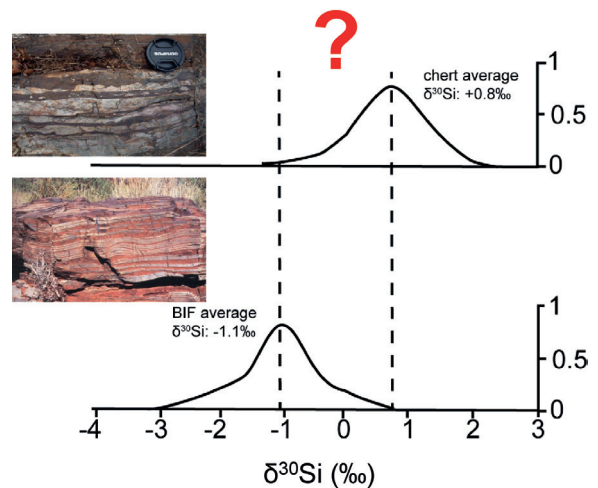 ?
chert average
δ³⁰Si: +0.8‰
1
0.5
0
BIF average
δ³⁰Si: -1.1‰
1
0.5
0
-4 -3 -2 -1 0 1 2 3
δ³⁰Si (‰)